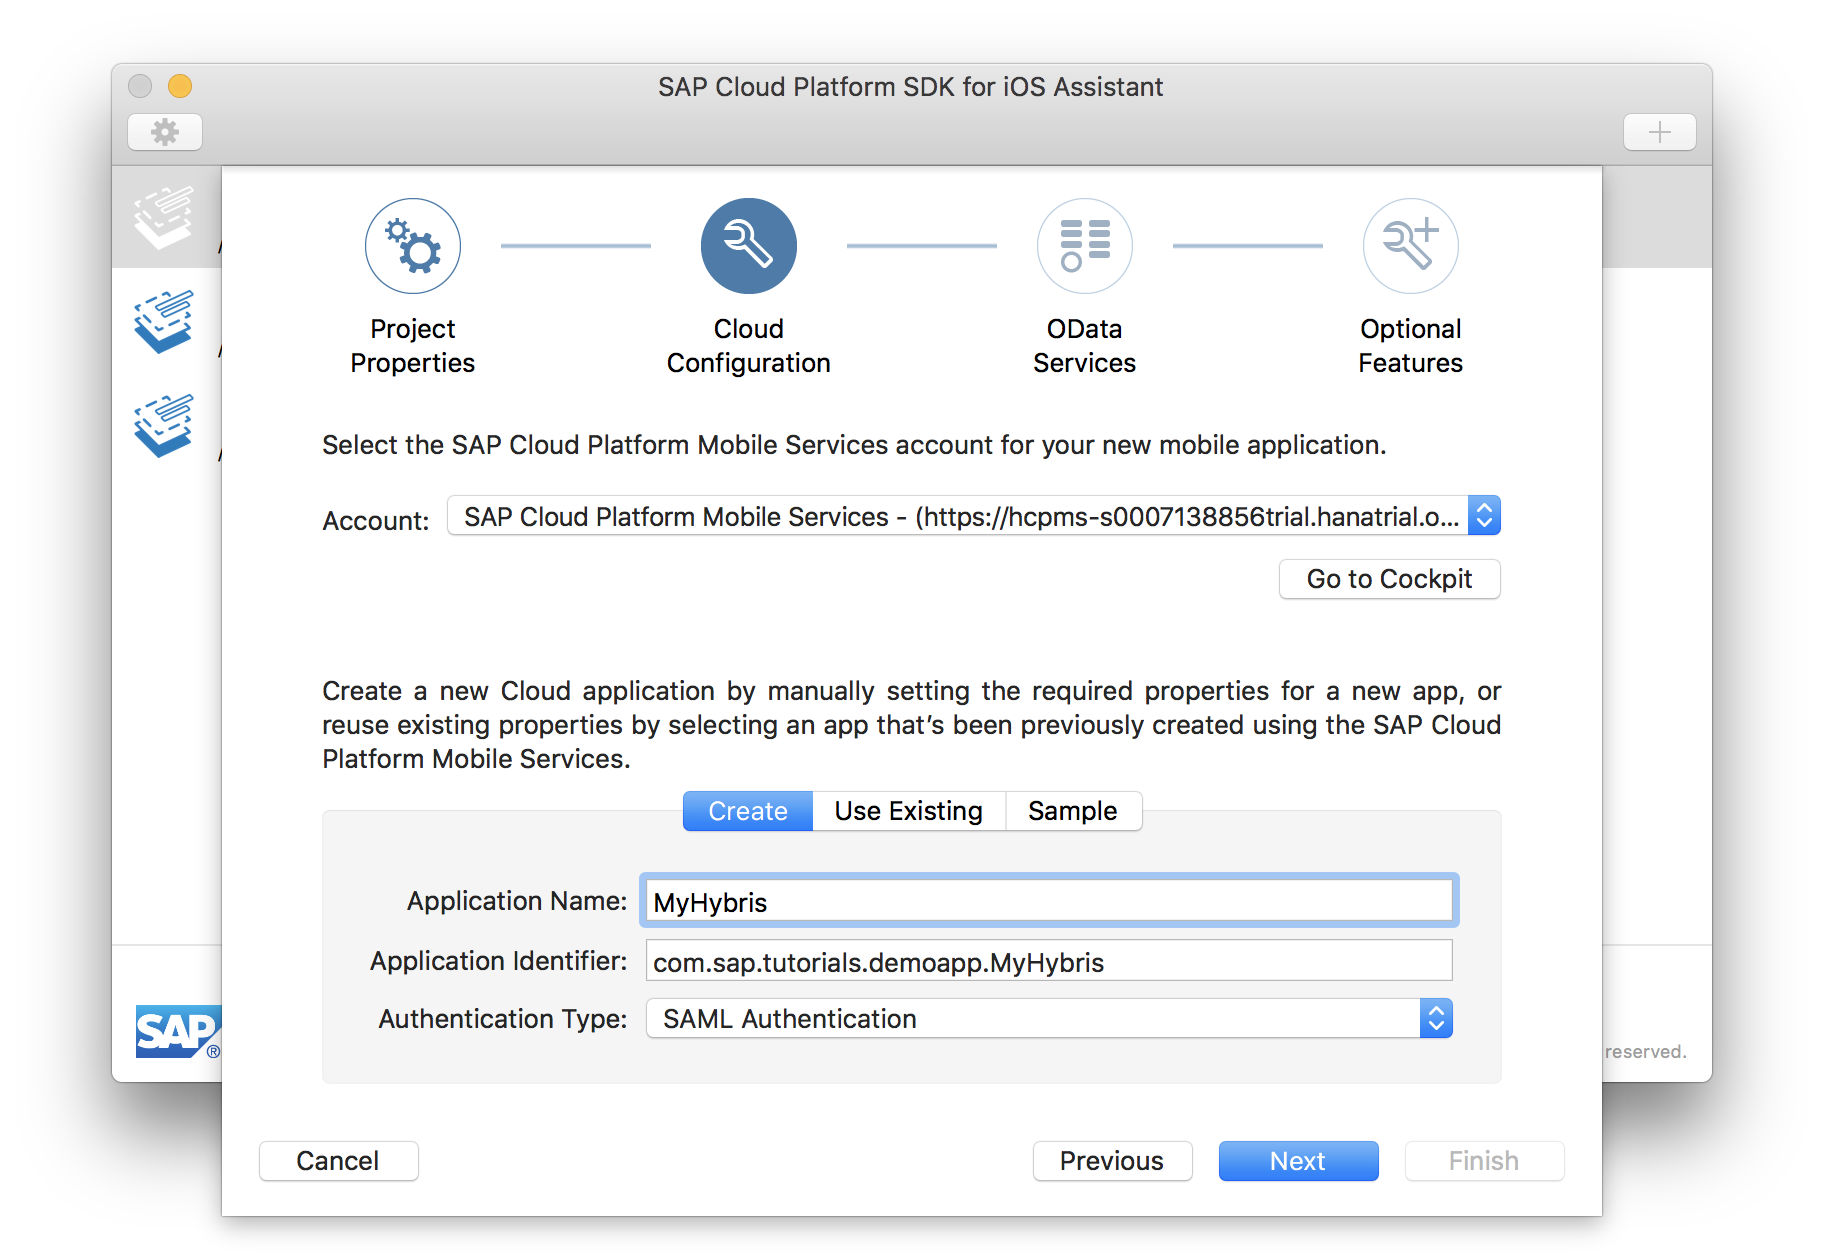 SAP Cloud Platform SDK for iOS Assistant
Project
Properties
Cloud
Configuration
OData
Services
Optional
Features
Select the SAP Cloud Platform Mobile Services account for your new mobile application.
Account: SAP Cloud Platform Mobile Services - (https://hcpms-s0007138856trial.hanatrial.o...
Go to Cockpit
Create a new Cloud application by manually setting the required properties for a new app, or
reuse existing properties by selecting an app that’s been previously created using the SAP Cloud
Platform Mobile Services.
Create Use Existing Sample
Application Name: MyHybris
Application Identifier: com.sap.tutorials.demoapp.MyHybris
Authentication Type: SAML Authentication
SAP®
reserved.
Cancel Previous Next Finish